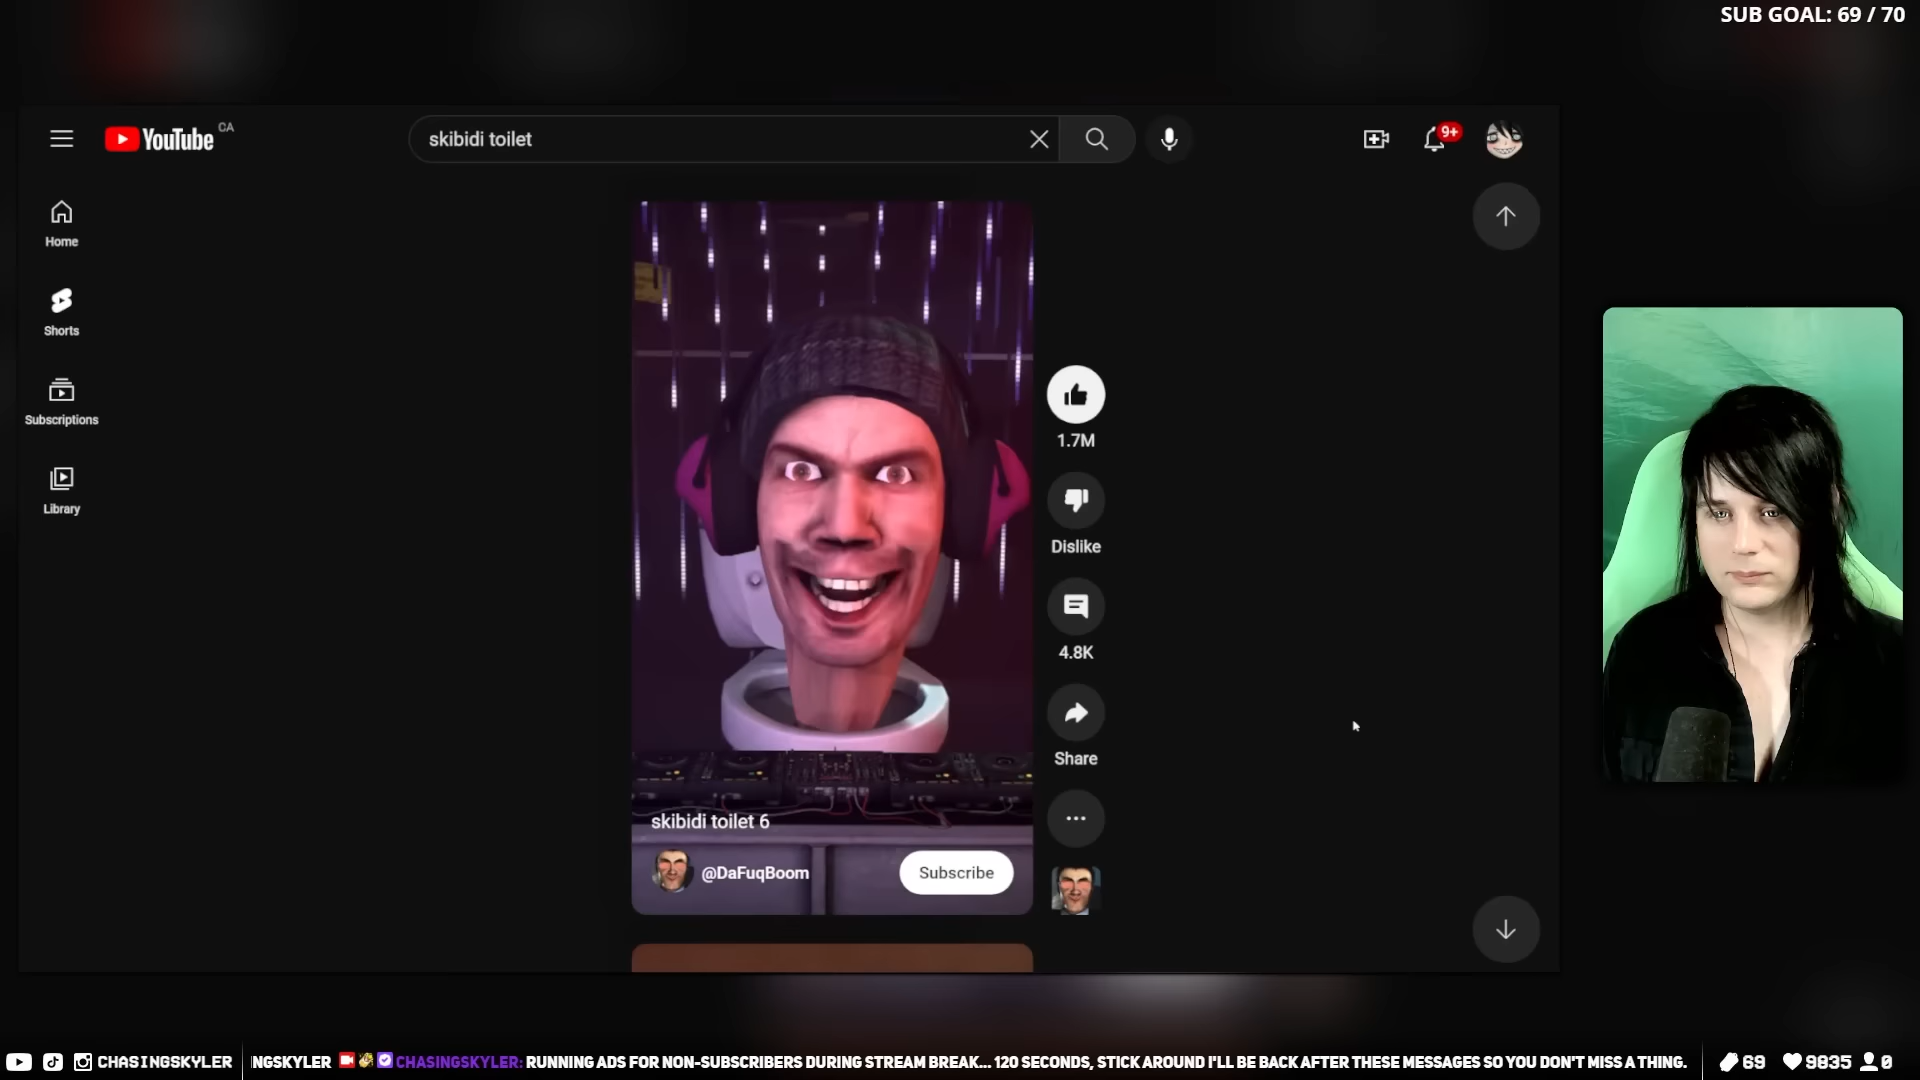 SUB GOAL: 69 / 70
YouTube CA
skibidi toilet
9+
Home
Shorts
Subscriptions
Library
1.7M
Dislike
4.8K
Share
skibidi toilet 6
@DaFuqBoom
Subscribe
CHASINGSKYLER
NGSKYLER CHASINGSKYLER: RUNNING ADS FOR NON-SUBSCRIBERS DURING STREAM BREAK... 120 SECONDS, STICK AROUND I'LL BE BACK AFTER THESE MESSAGES SO YOU DON'T MISS A THING.
69 9835 0